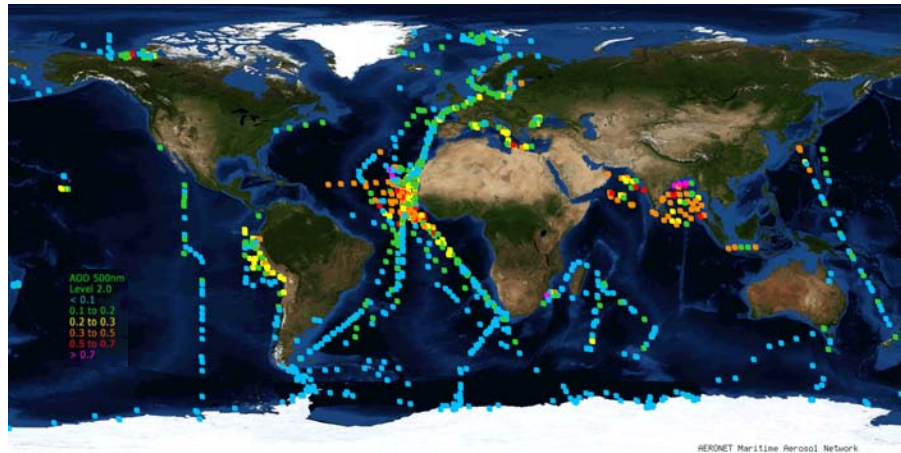 AOD 500nm
Level 2.0
< 0.1
0.1 to 0.2
0.2 to 0.3
0.3 to 0.5
0.5 to 0.7
> 0.7
AERONET Maritime Aerosol Network